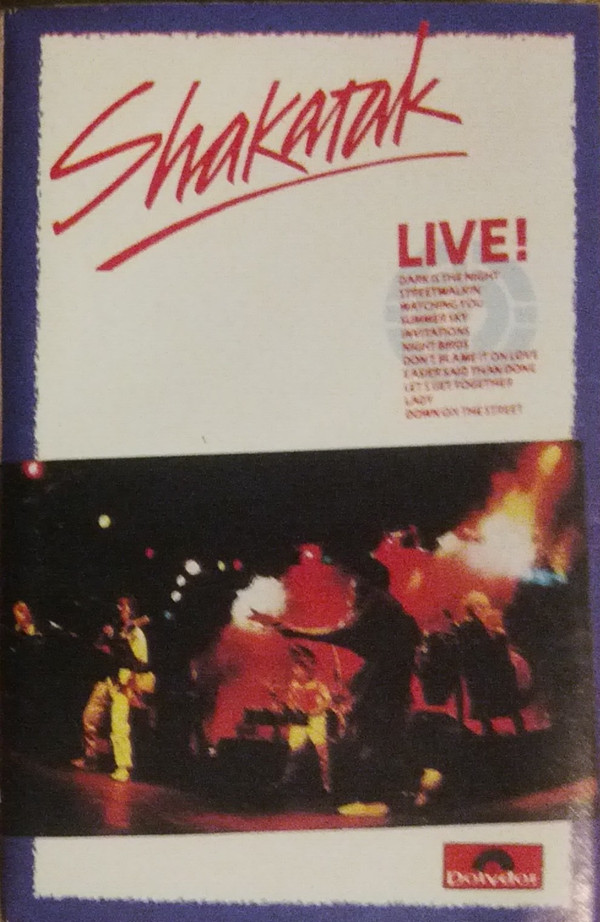 Shakatak
LIVE!
DARK IS THE NIGHT
STREETWALKIN
WATCHING YOU
SUMMER SKY
INVITATIONS
NIGHT BIRDS
DON'T BLAME IT ON LOVE
EASIER SAID THAN DONE
LET'S GET TOGETHER
LADY
DOWN ON THE STREET
Polydor